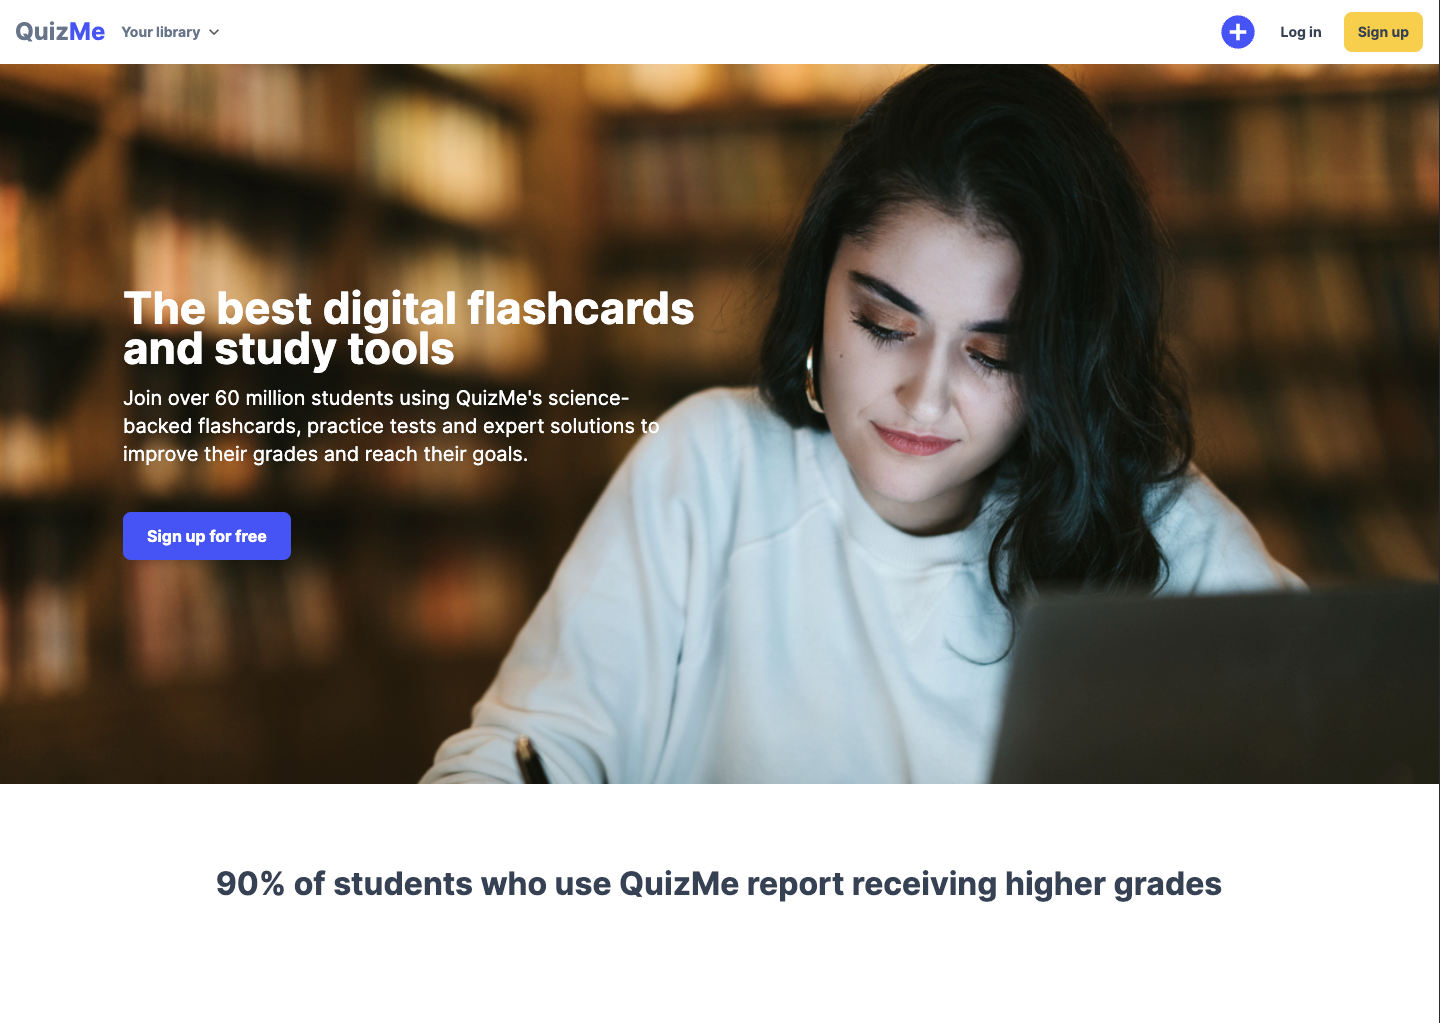 QuizMe Your library Log in Sign up
The best digital flashcards
and study tools
Join over 60 million students using QuizMe's science-
backed flashcards, practice tests and expert solutions to
improve their grades and reach their goals.
Sign up for free
90% of students who use QuizMe report receiving higher grades